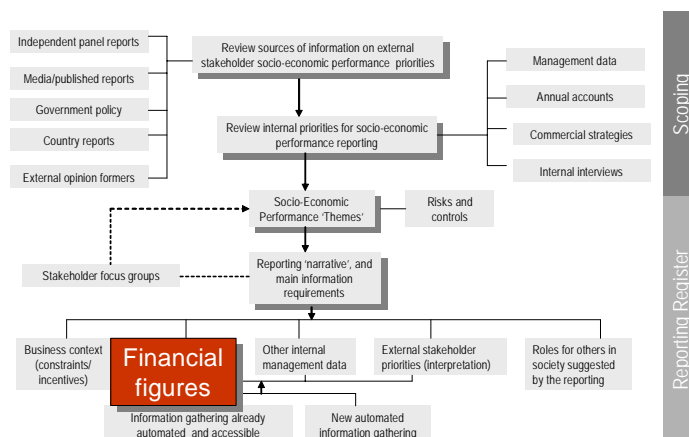 Independent panel reports
Media/published reports
Government policy
Country reports
External opinion formers
Review sources of information on external
stakeholder socio-economic performance priorities
Review internal priorities for socio-economic
performance reporting
Management data
Annual accounts
Commercial strategies
Internal interviews
Scoping
Socio-Economic
Performance 'Themes'
Risks and
controls
Stakeholder focus groups
Reporting 'narrative', and
main information
requirements
Reporting Register
Business context
(constraints/
incentives)
Financial
figures
Other internal
management data
External stakeholder
priorities (interpretation)
Roles for others in
society suggested
by the reporting
Information gathering already
automated and accessible
New automated
information gathering